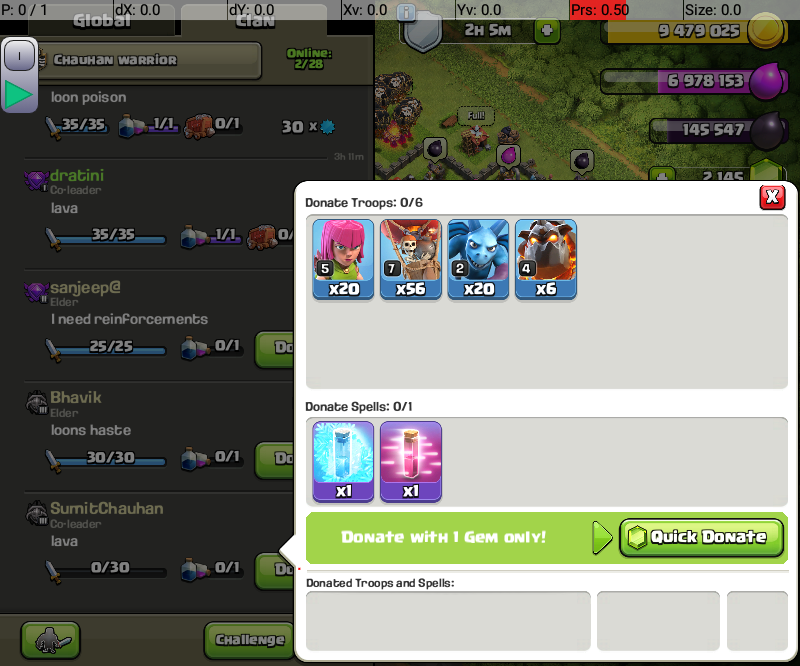 P: 0 / 1
dX: 0.0
dY: 0.0
Xv: 0.0
Yv: 0.0
Prs: 0.50
Size: 0.0
Global
Clan
I
Chauhan warrior
Online:
2/28
2H 5M
9 479 025
6 978 153
145 547
2 145
Full!
loon poison
35/35
1/1
0/1
30 x
3h 11m
dratini
Co-leader
lava
35/35
1/1
I
sanjeep@
Elder
I need reinforcements
25/25
0/1
II
Bhavik
Elder
loons haste
30/30
0/1
III
SumitChauhan
Co-leader
lava
0/30
0/1
III
Challenge
Donate Troops: 0/6
X
5
x20
7
x56
2
x20
4
x6
Donate Spells: 0/1
x1
x1
Donate with 1 Gem only!
Quick Donate
Donated Troops and Spells: